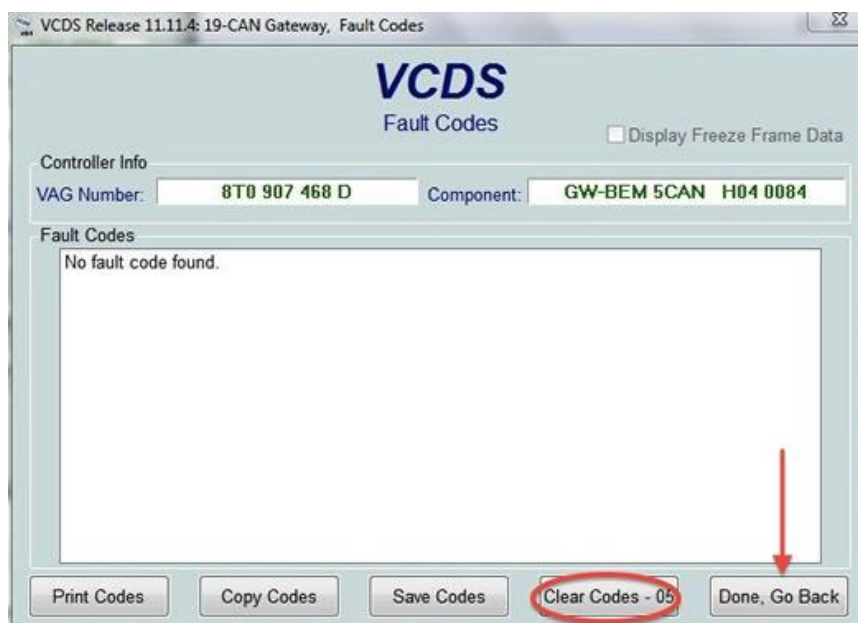 VCDS Release 11.11.4: 19-CAN Gateway, Fault Codes
VCDS
Fault Codes
Display Freeze Frame Data
Controller Info
VAG Number: 8T0 907 468 D Component: GW-BEM 5CAN H04 0084
Fault Codes
No fault code found.
Print Codes Copy Codes Save Codes Clear Codes - 05 Done, Go Back